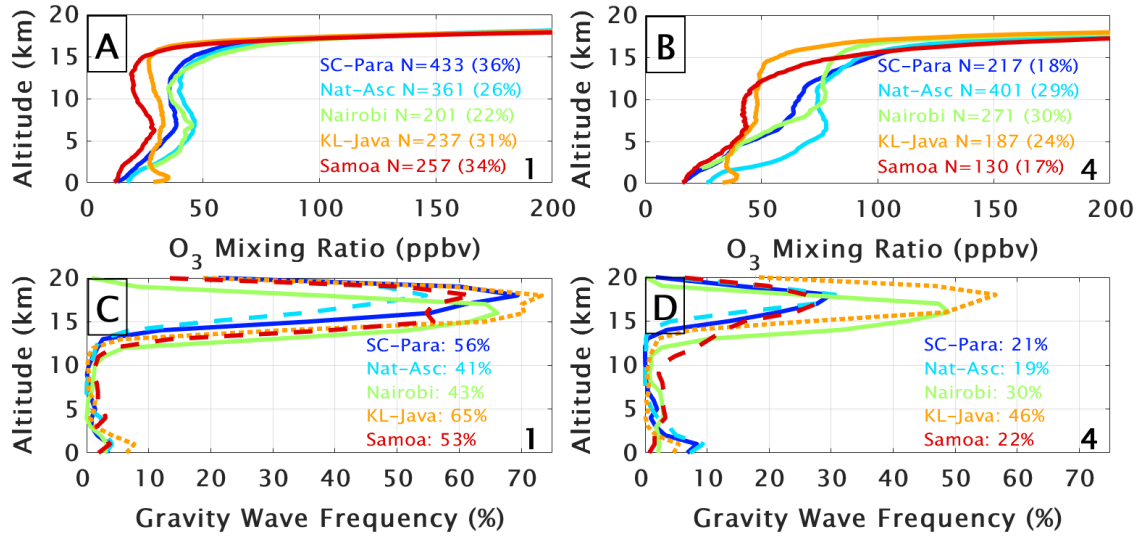 A
Altitude (km)
20
15
10
5
0
SC-Para N=433 (36%)
Nat-Asc N=361 (26%)
Nairobi N=201 (22%)
KL-Java N=237 (31%)
Samoa N=257 (34%)
1
0 50 100 150 200
O3 Mixing Ratio (ppbv)
B
Altitude (km)
20
15
10
5
0
SC-Para N=217 (18%)
Nat-Asc N=401 (29%)
Nairobi N=271 (30%)
KL-Java N=187 (24%)
Samoa N=130 (17%)
4
0 50 100 150 200
O3 Mixing Ratio (ppbv)
C
Altitude (km)
20
15
10
5
0
SC-Para: 56%
Nat-Asc: 41%
Nairobi: 43%
KL-Java: 65%
Samoa: 53%
1
0 10 20 30 40 50 60 70
Gravity Wave Frequency (%)
D
Altitude (km)
20
15
10
5
0
SC-Para: 21%
Nat-Asc: 19%
Nairobi: 30%
KL-Java: 46%
Samoa: 22%
4
0 10 20 30 40 50 60 70
Gravity Wave Frequency (%)